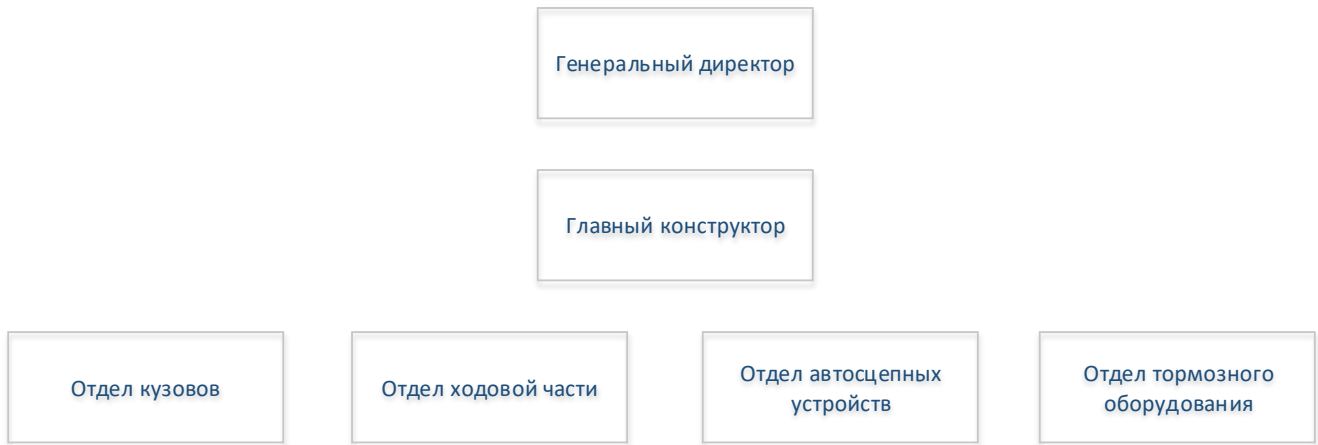 Генеральный директор
Главный конструктор
Отдел кузовов
Отдел ходовой части
Отдел автосцепных
устройств
Отдел тормозного
оборудования